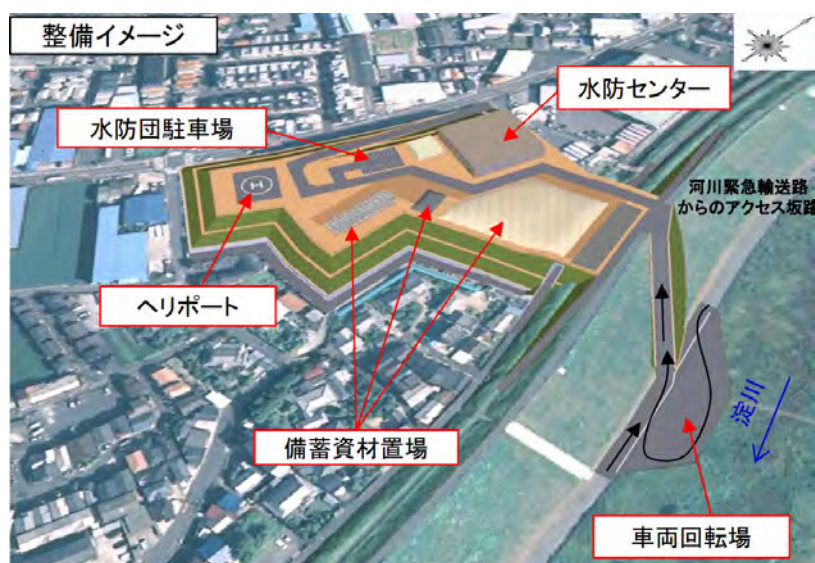 整備イメージ
水防センター
水防団駐車場
河川緊急輸送路
からのアクセス坂路
H
ヘリポート
淀川
備蓄資材置場
車両回転場